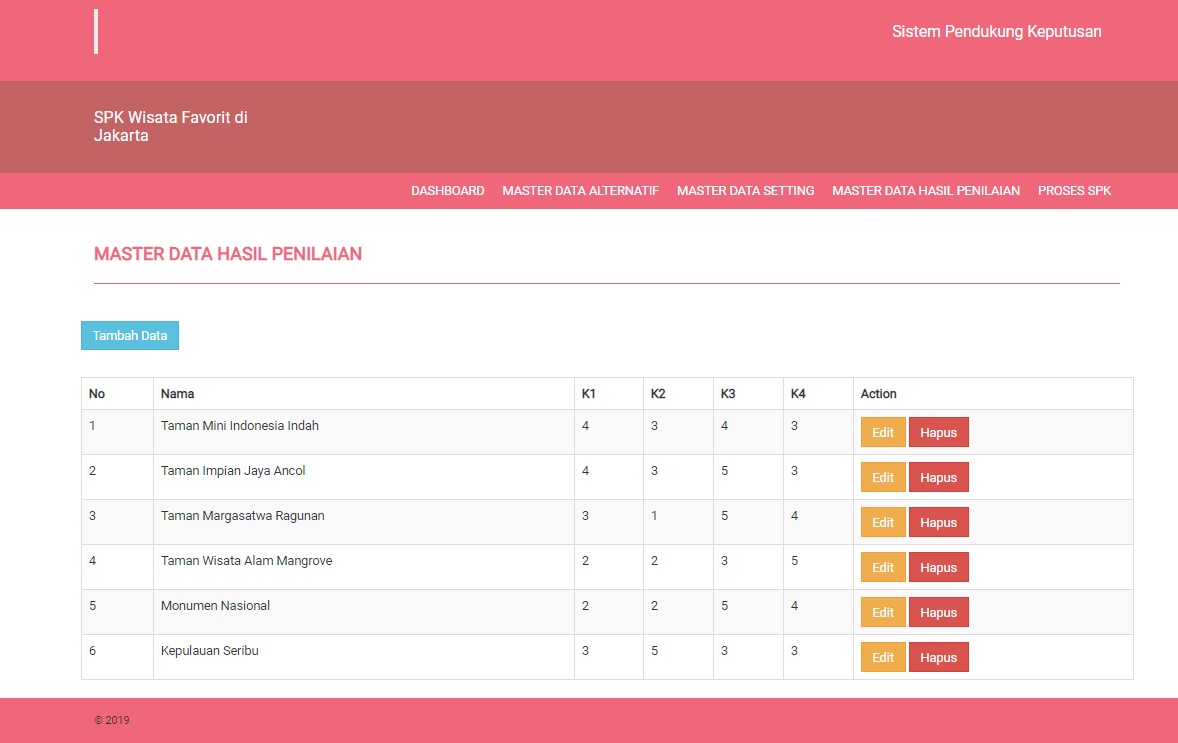 Sistem Pendukung Keputusan
SPK Wisata Favorit di
Jakarta
DASHBOARD MASTER DATA ALTERNATIF MASTER DATA SETTING MASTER DATA HASIL PENILAIAN PROSES SPK
MASTER DATA HASIL PENILAIAN
Tambah Data
No Nama K1 K2 K3 K4 Action
1 Taman Mini Indonesia Indah 4 3 4 3 Edit Hapus
2 Taman Impian Jaya Ancol 4 3 5 3 Edit Hapus
3 Taman Margasatwa Ragunan 3 1 5 4 Edit Hapus
4 Taman Wisata Alam Mangrove 2 2 3 5 Edit Hapus
5 Monumen Nasional 2 2 5 4 Edit Hapus
6 Kepulauan Seribu 3 5 3 3 Edit Hapus
© 2019